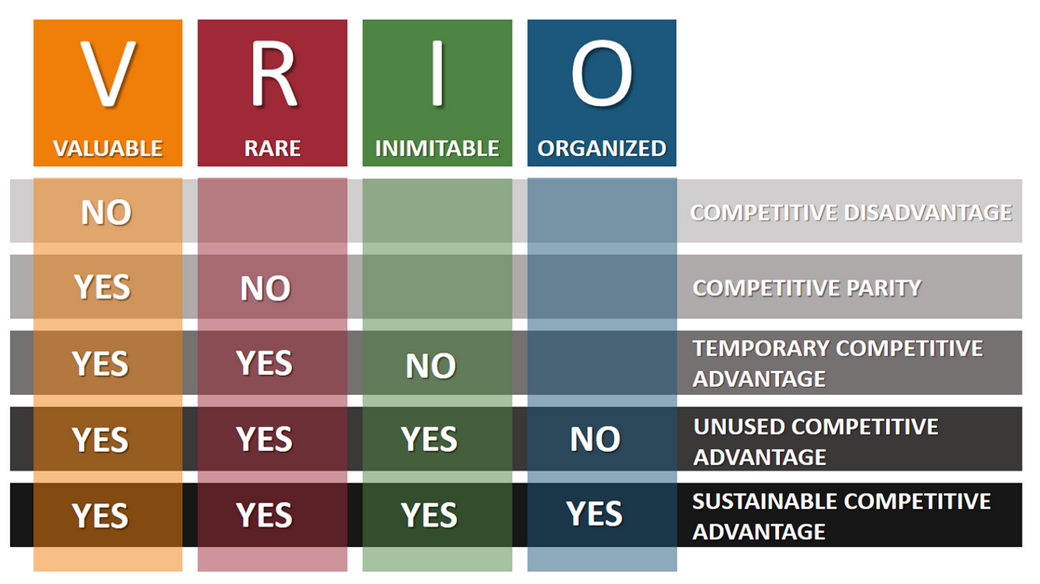 V R I O
VALUABLE RARE INIMITABLE ORGANIZED
NO COMPETITIVE DISADVANTAGE
YES NO COMPETITIVE PARITY
YES YES NO TEMPORARY COMPETITIVE
ADVANTAGE
YES YES YES NO UNUSED COMPETITIVE
ADVANTAGE
YES YES YES YES SUSTAINABLE COMPETITIVE
ADVANTAGE